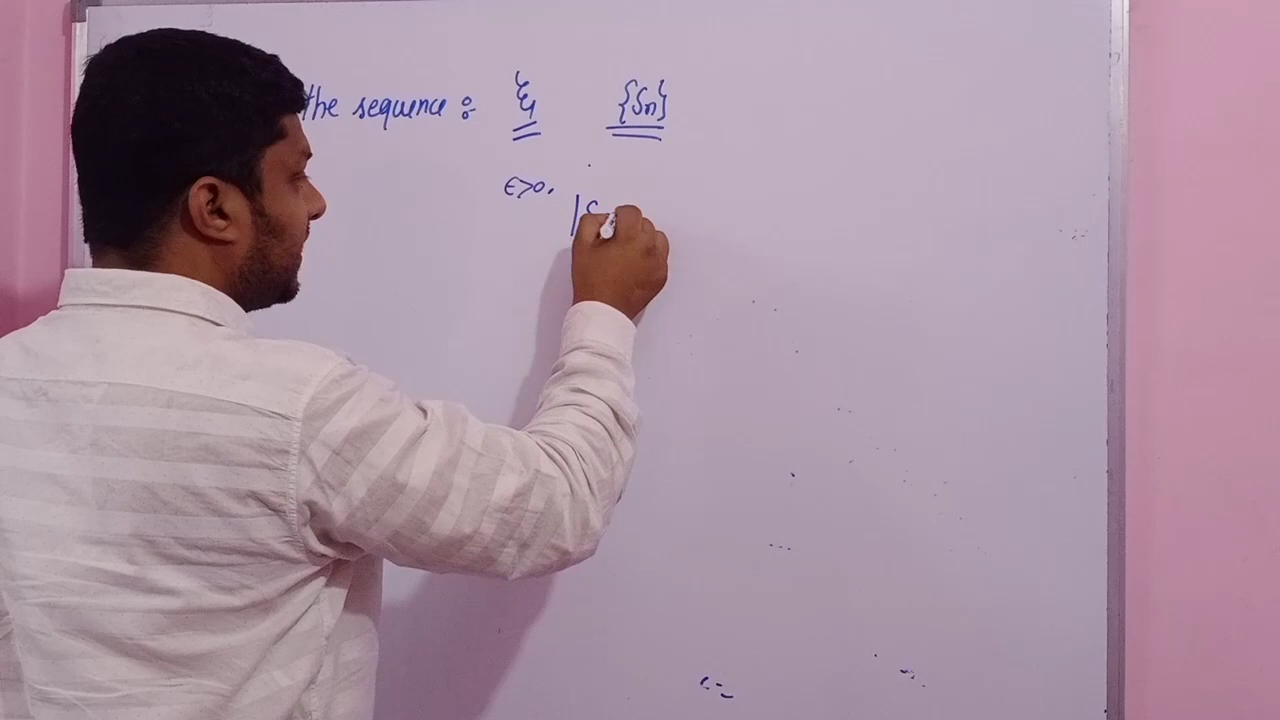 the sequence : ξ {Sn}
ε>0.
|S